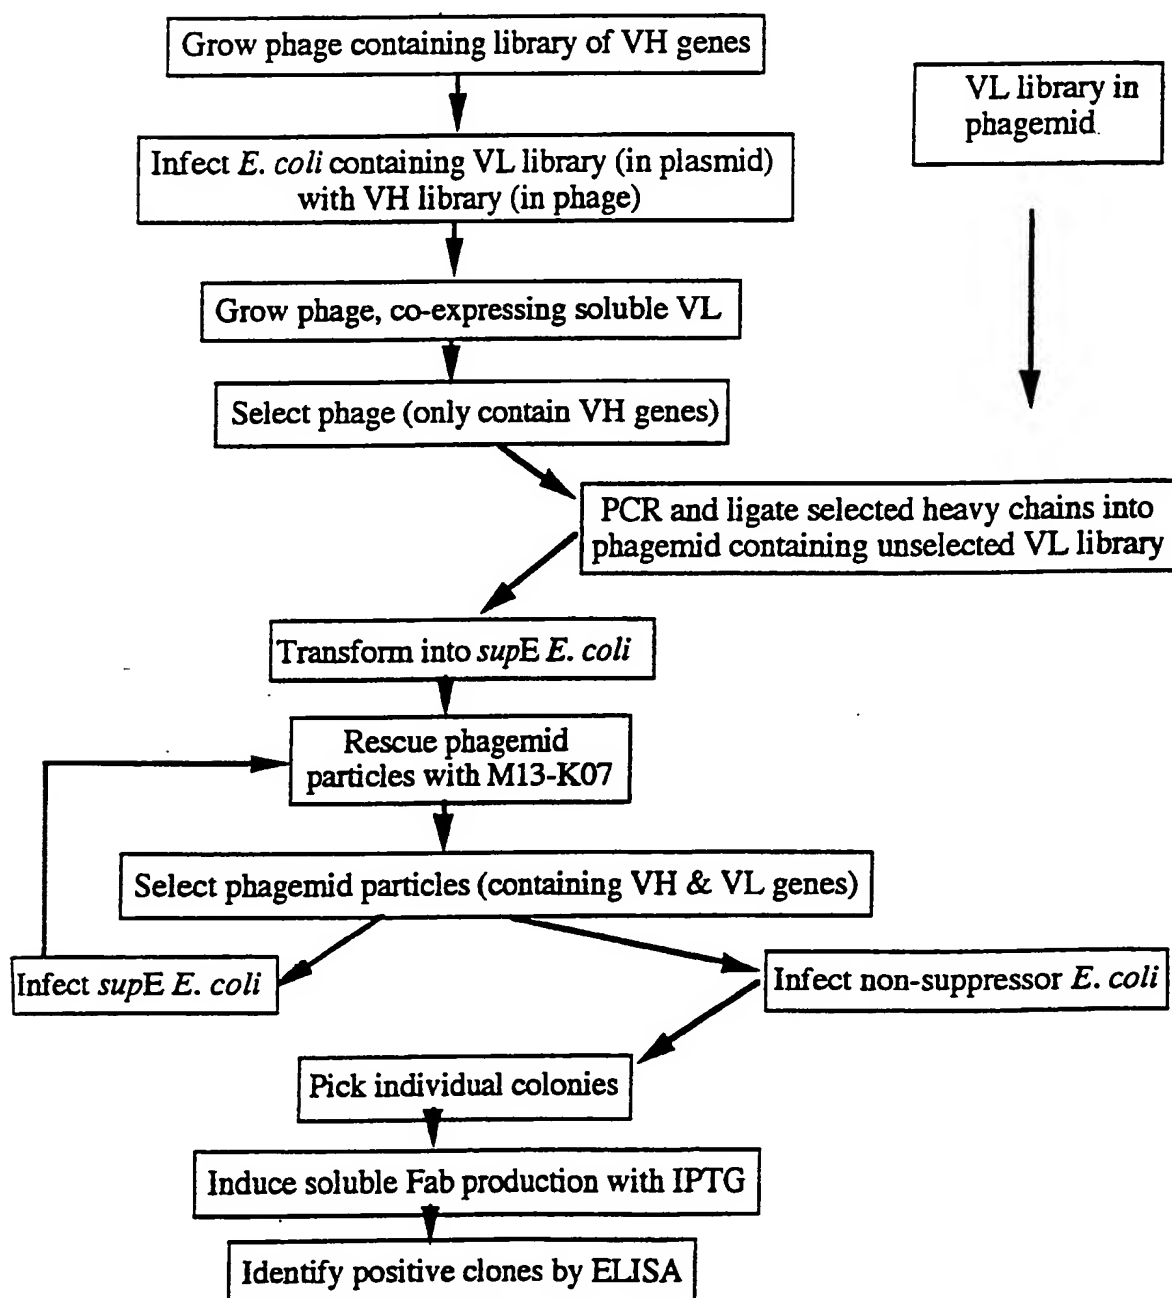 Grow phage containing library of VH genes
VL library in
phagemid.
Infect E. coli containing VL library (in plasmid)
with VH library (in phage)
Grow phage, co-expressing soluble VL
Select phage (only contain VH genes)
PCR and ligate selected heavy chains into
phagemid containing unselected VL library
Transform into supE E. coli
Rescue phagemid
particles with M13-K07
Select phagemid particles (containing VH & VL genes)
Infect supE E. coli
Infect non-suppressor E. coli
Pick individual colonies
Induce soluble Fab production with IPTG
Identify positive clones by ELISA